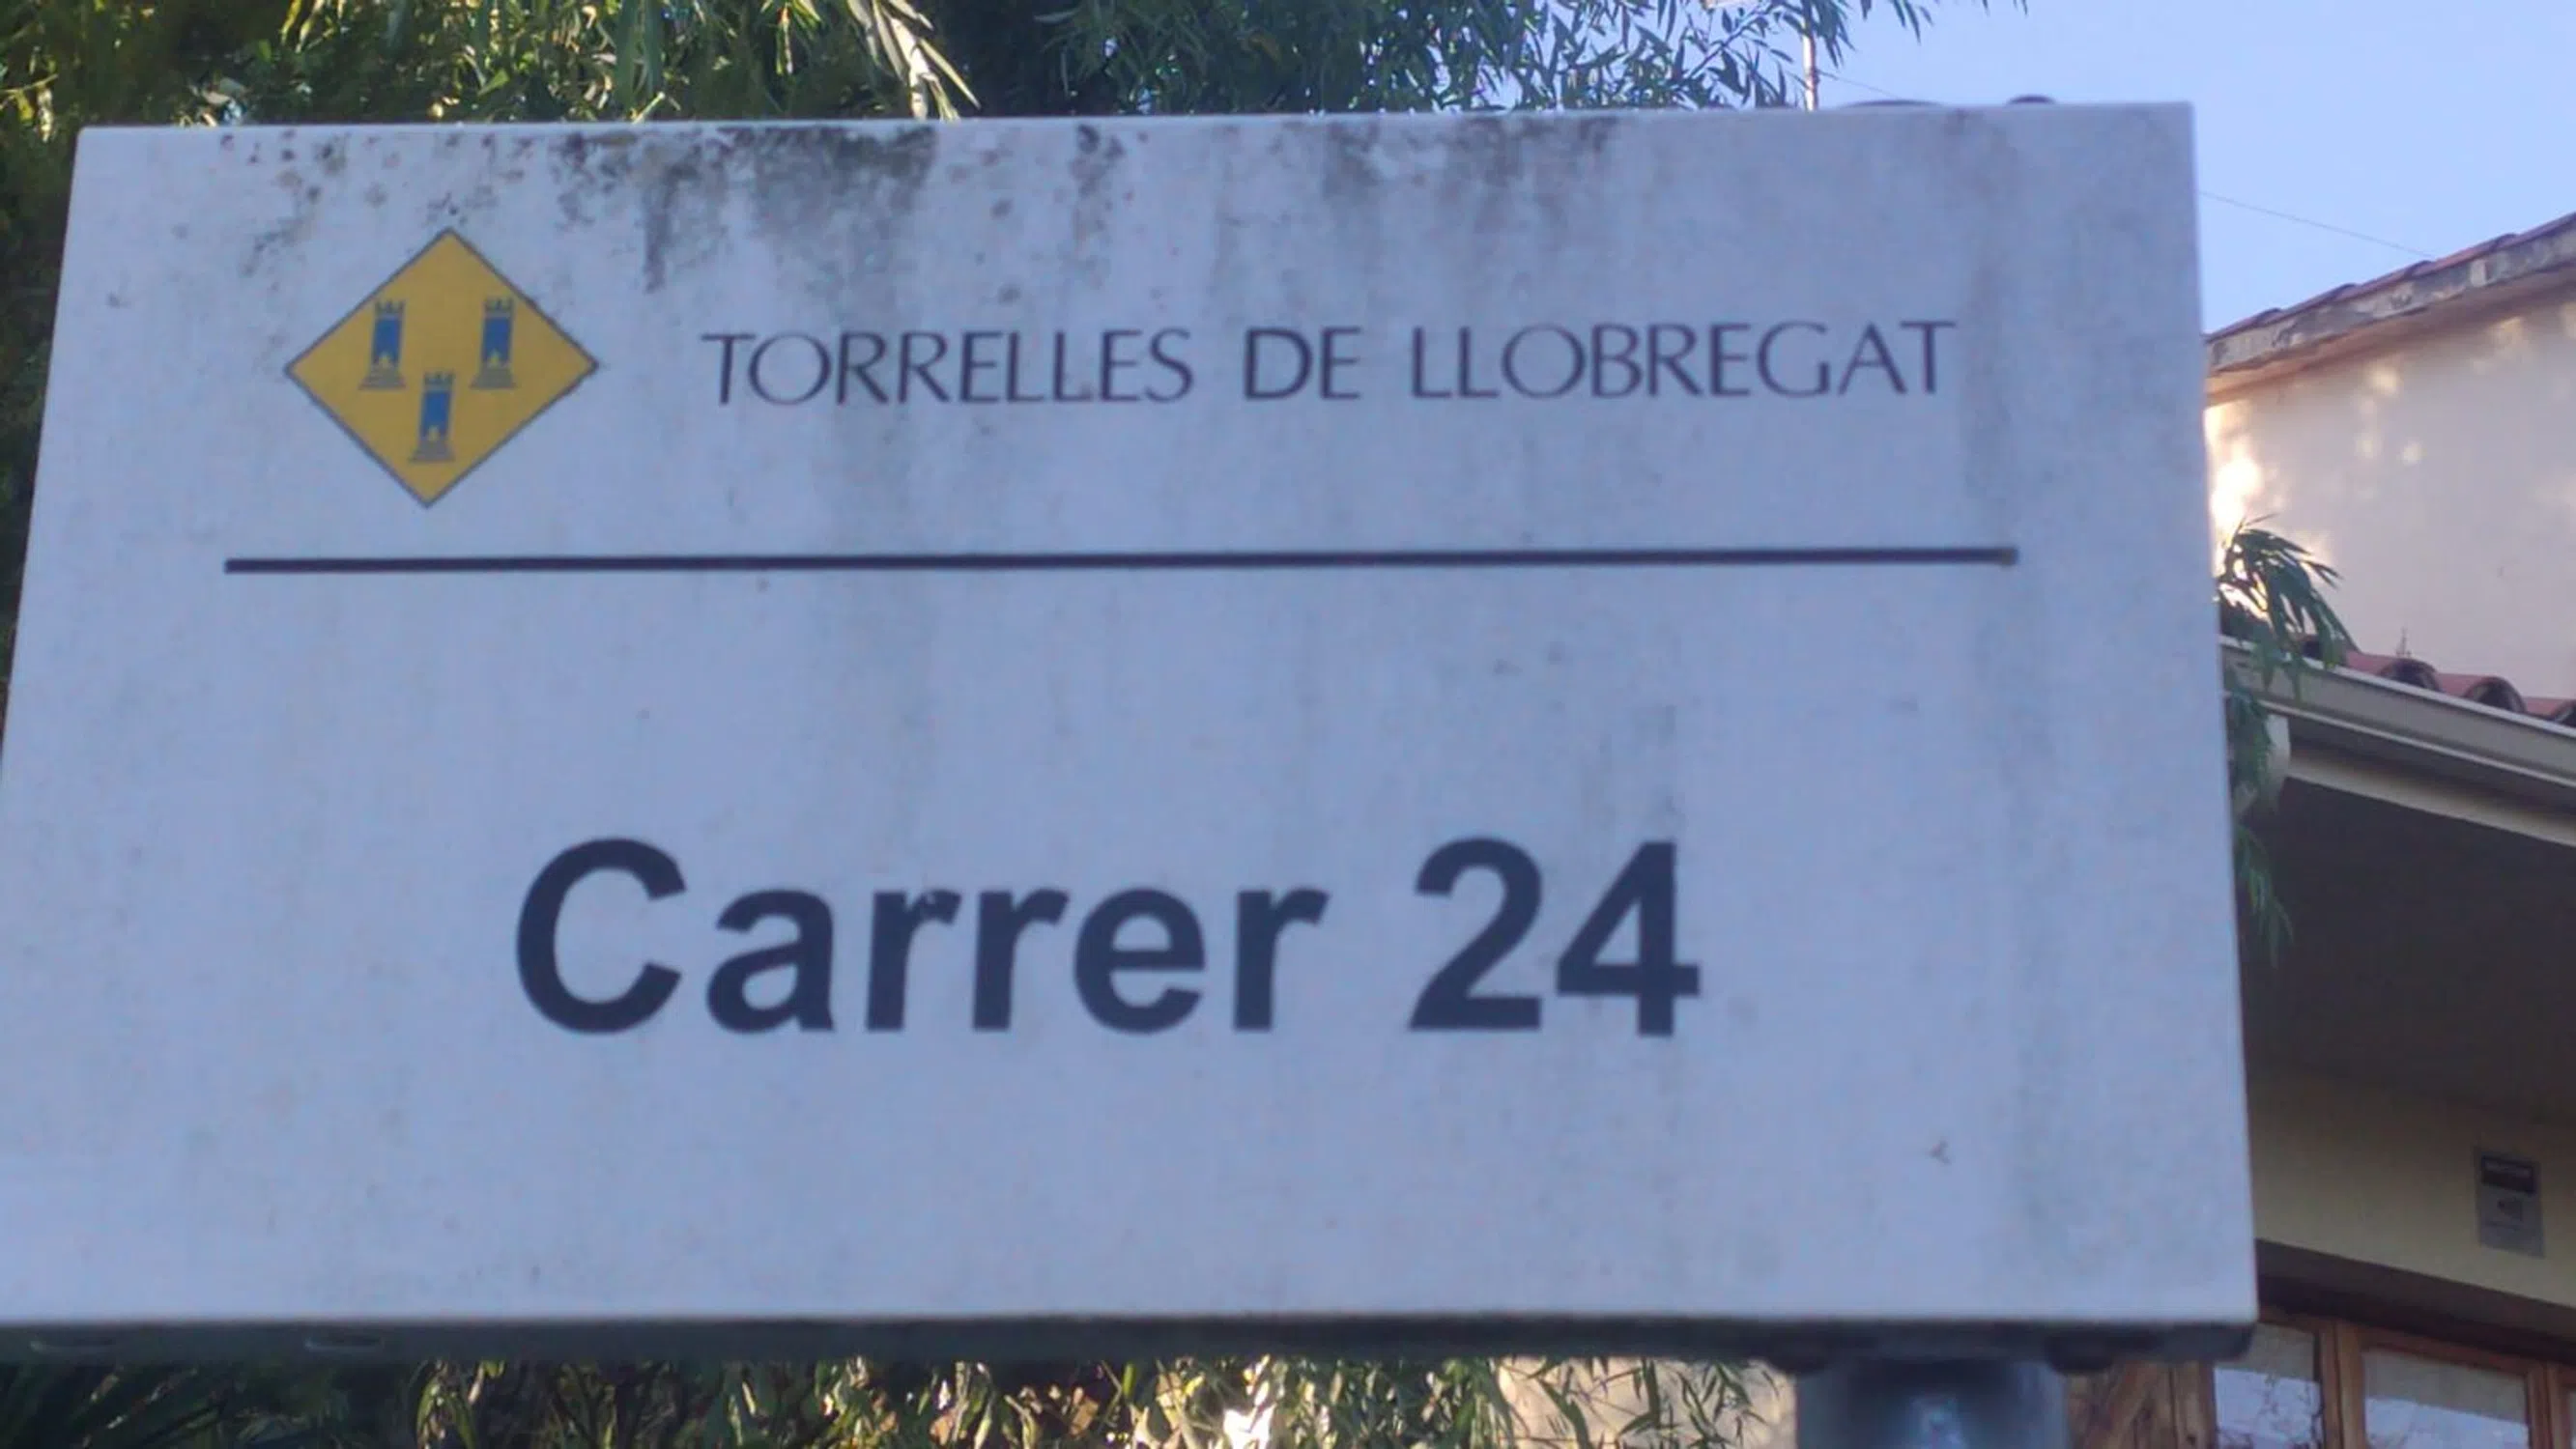 TORRELLES DE LLOBREGAT
Carrer 24